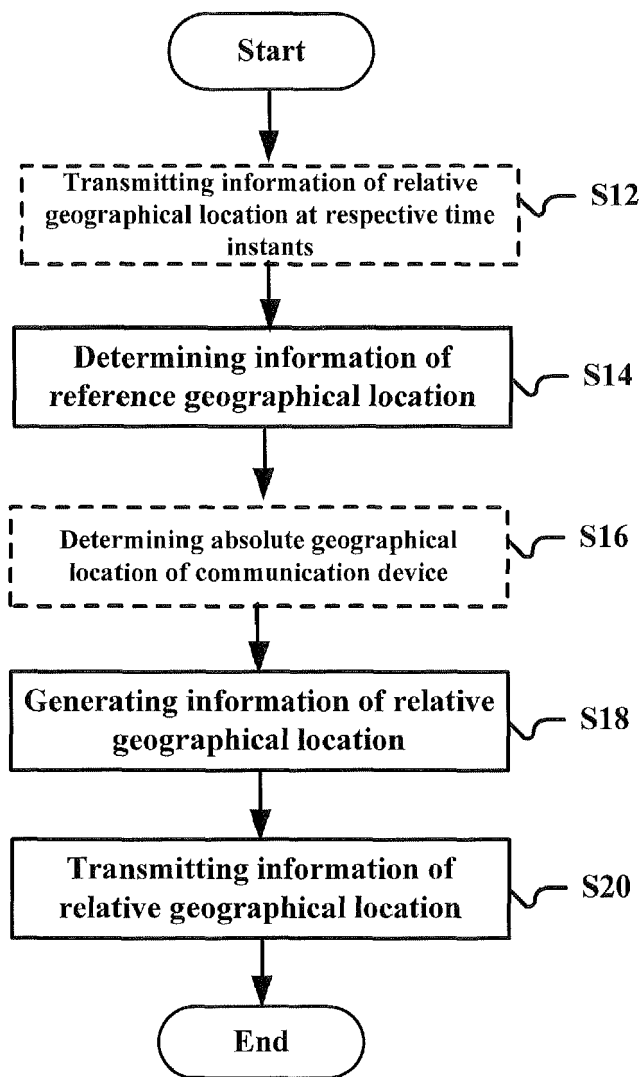 Start
Transmitting information of relative
geographical location at respective time
instants
S12
Determining information of
reference geographical location
S14
Determining absolute geographical
location of communication device
S16
Generating information of relative
geographical location
S18
Transmitting information of
relative geographical location
S20
End